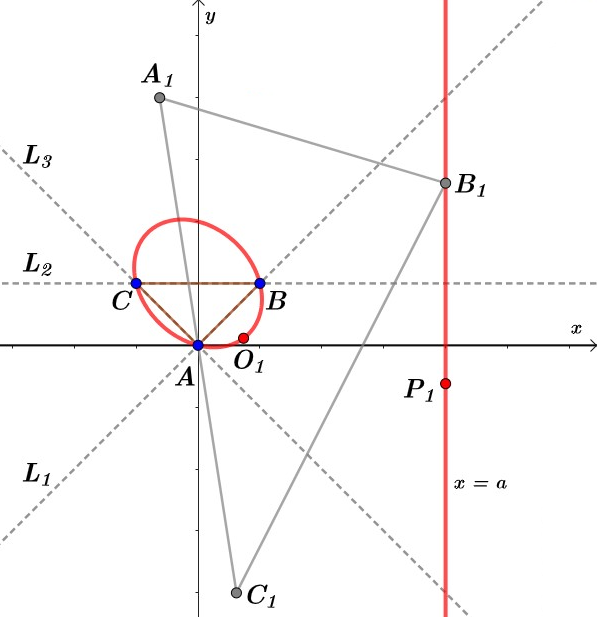 y
A₁
L₃
B₁
L₂
C
B
x
O₁
A
P₁
L₁
x = a
C₁